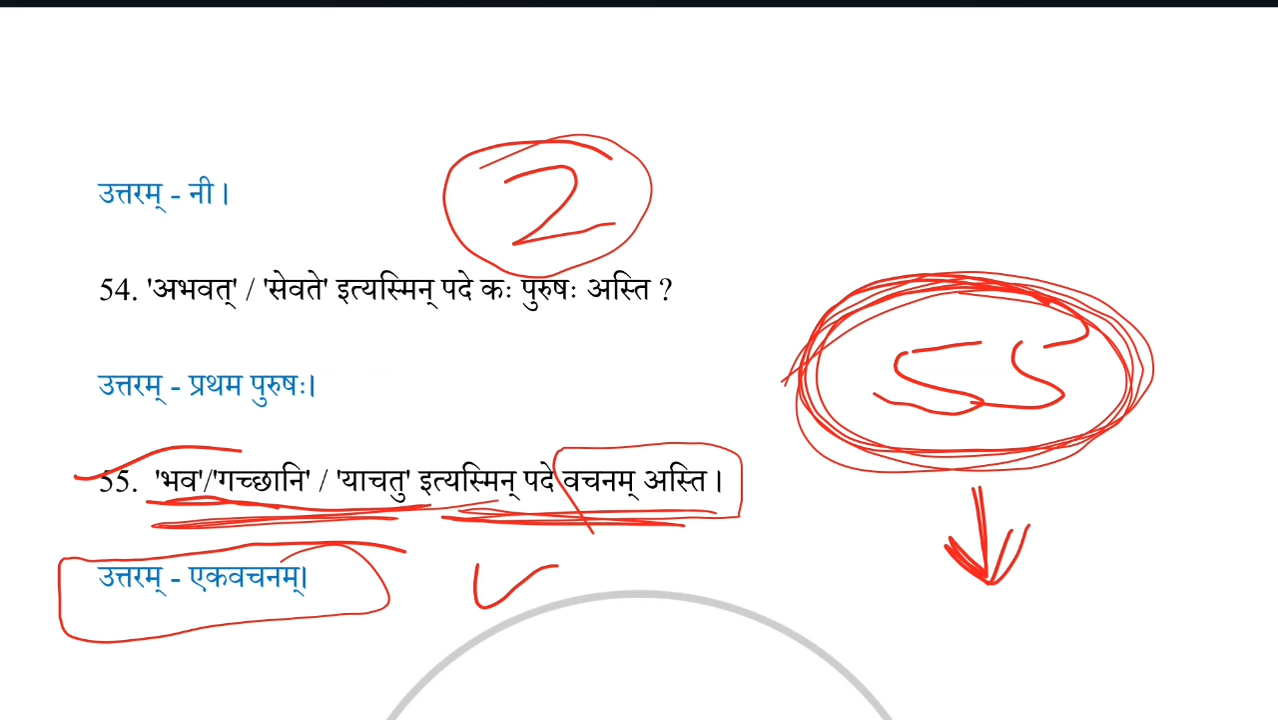 उत्तरम् - नी।
2
54. 'अभवत्' / 'सेवते' इत्यस्मिन् पदे कः पुरुषः अस्ति ?
55
उत्तरम् - प्रथम पुरुषः।
55. 'भव'/'गच्छानि' / 'याचतु' इत्यस्मिन् पदे वचनम् अस्ति।
उत्तरम् - एकवचनम्।